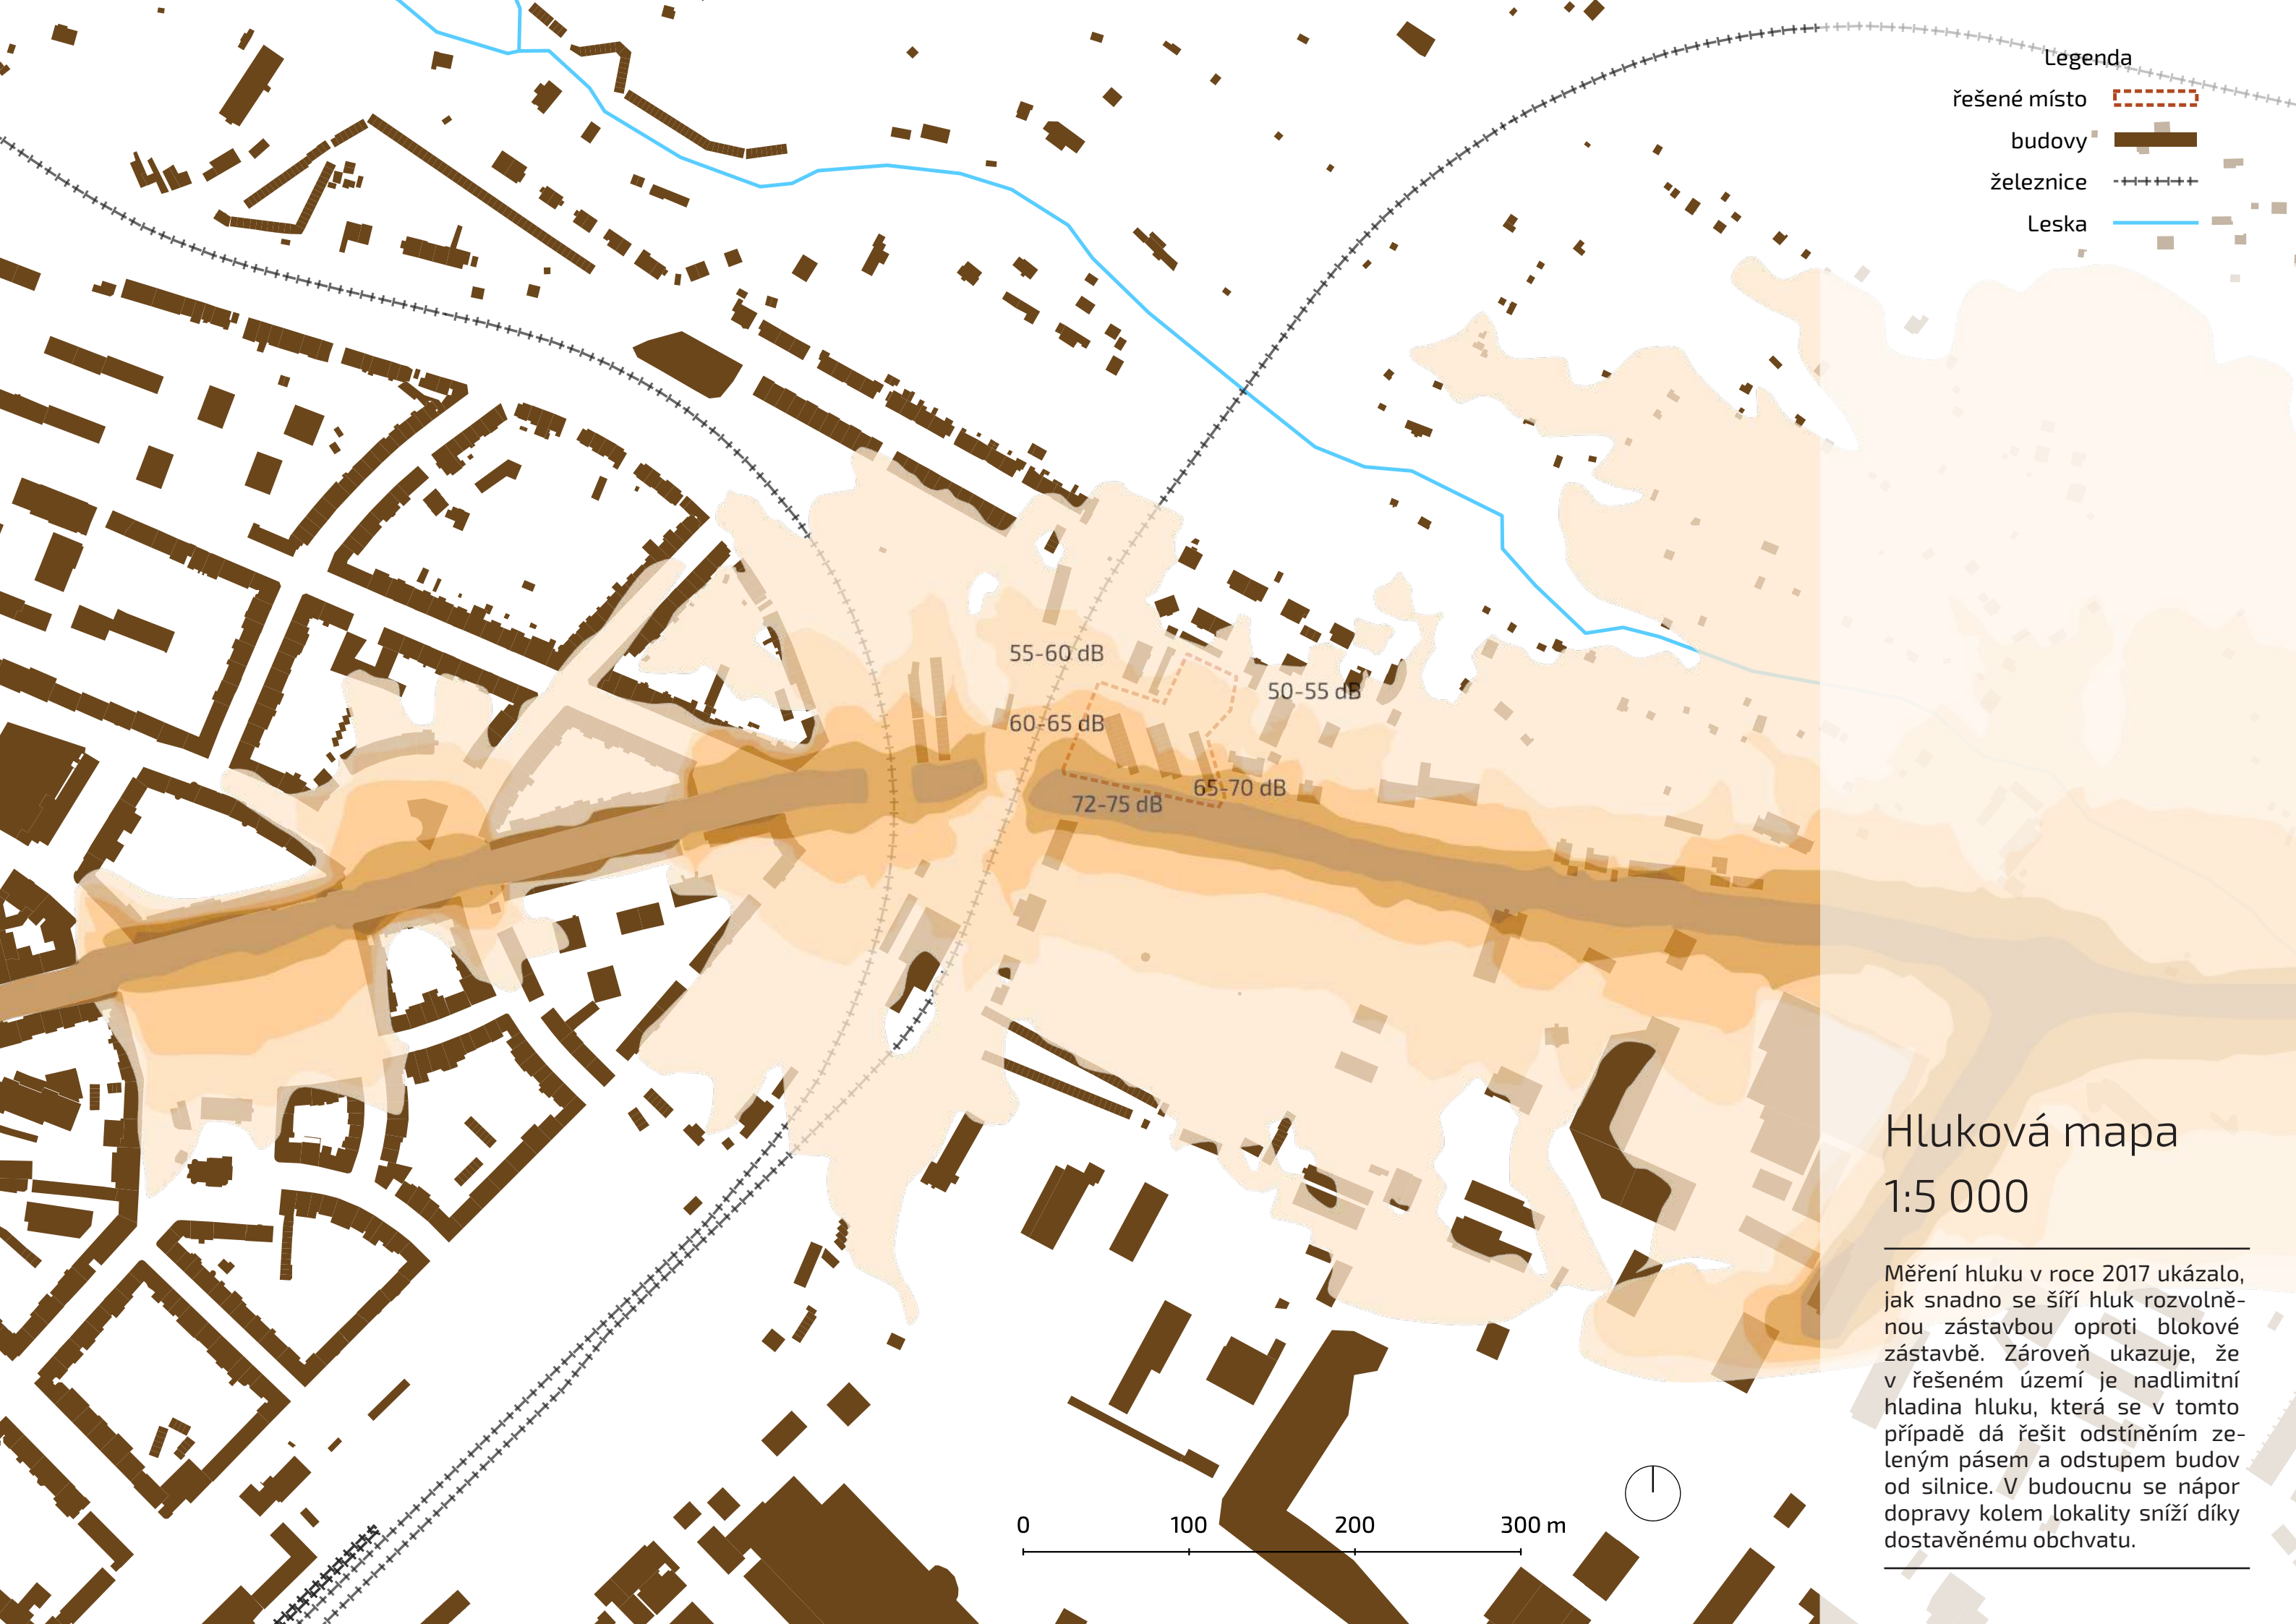 Legenda
řešené místo
budovy
železnice
Leska
55-60 dB
50-55 dB
60-65 dB
65-70 dB
72-75 dB
Hluková mapa
1:5 000
Měření hluku v roce 2017 ukázalo,
jak snadno se šíří hluk rozvolně-
nou zástavbou oproti blokové
zástavbě. Zároveň ukazuje, že
v řešeném území je nadlimitní
hladina hluku, která se v tomto
případě dá řešit odstíněním ze-
leným pásem a odstupem budov
od silnice. V budoucnu se nápor
dopravy kolem lokality sníží díky
dostavěnému obchvatu.
0 100 200 300 m